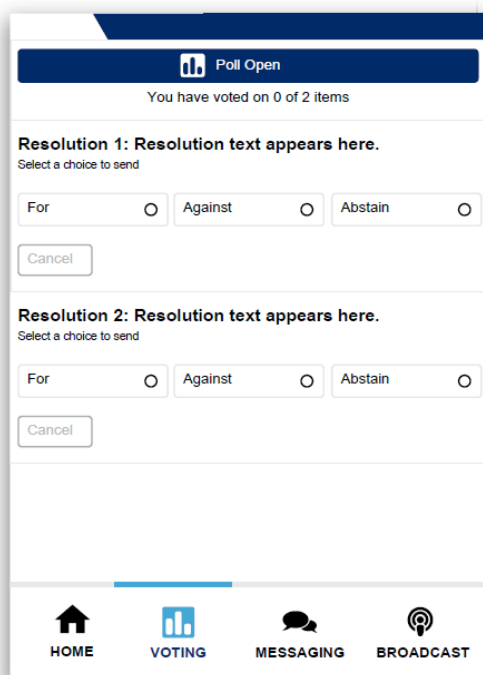 Poll Open
You have voted on 0 of 2 items
Resolution 1: Resolution text appears here.
Select a choice to send
For Against Abstain
Cancel
Resolution 2: Resolution text appears here.
Select a choice to send
For Against Abstain
Cancel
HOME VOTING MESSAGING BROADCAST